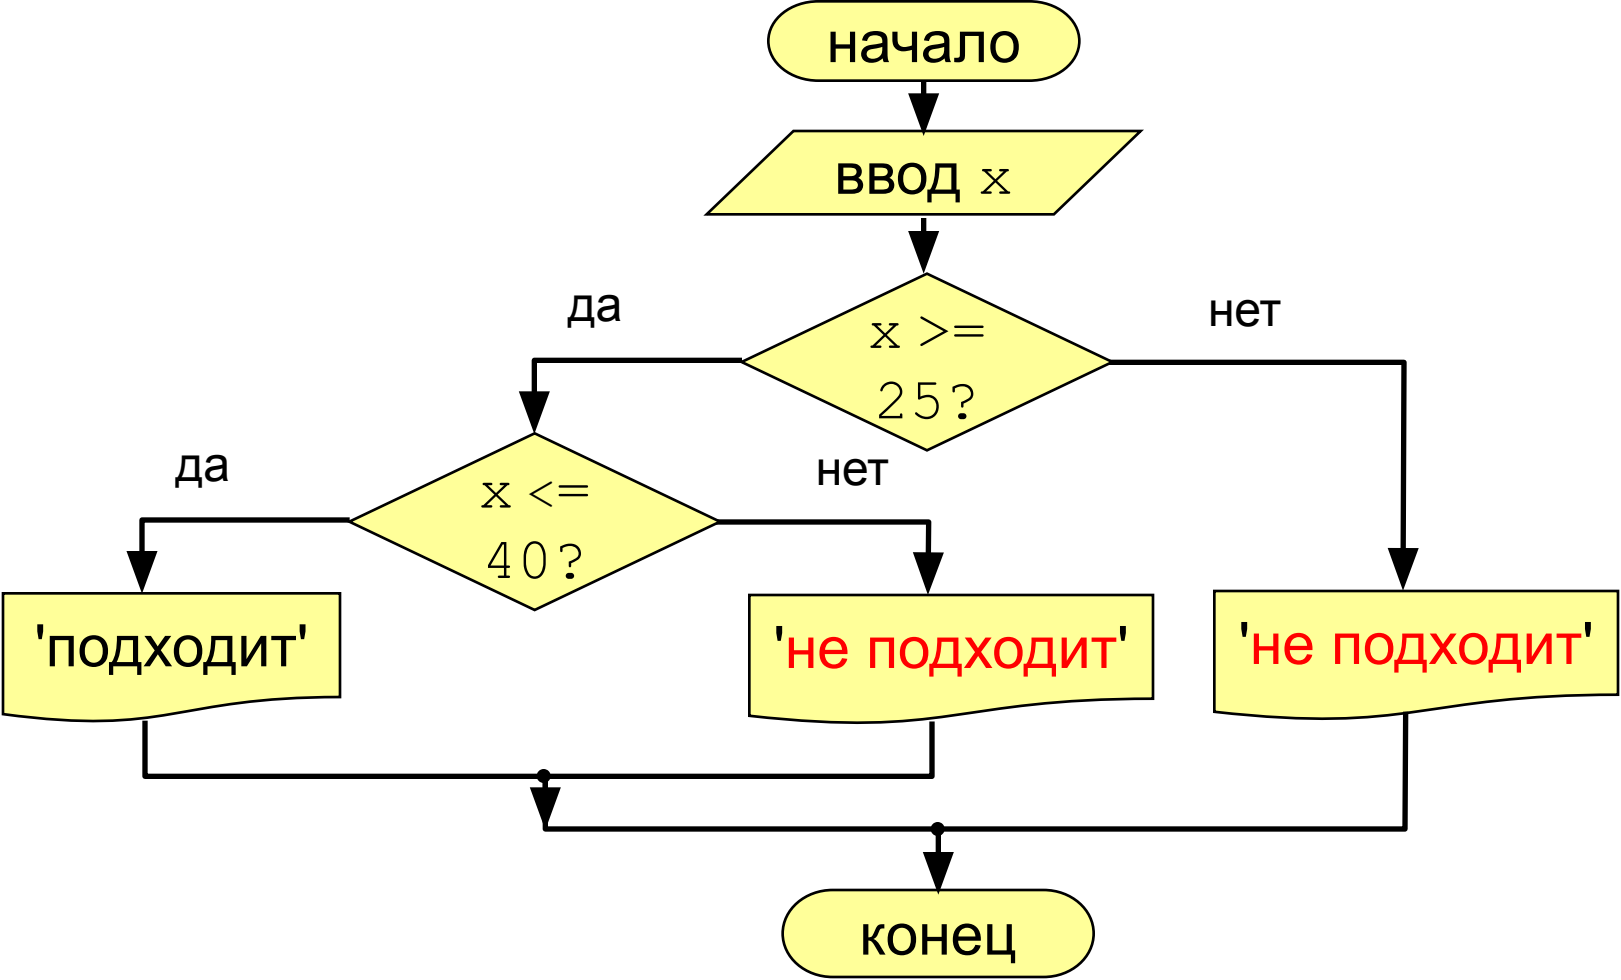 начало
ввод x
да
нет
x >=
25?
да
нет
x <=
40?
'подходит'
'не подходит'
'не подходит'
конец